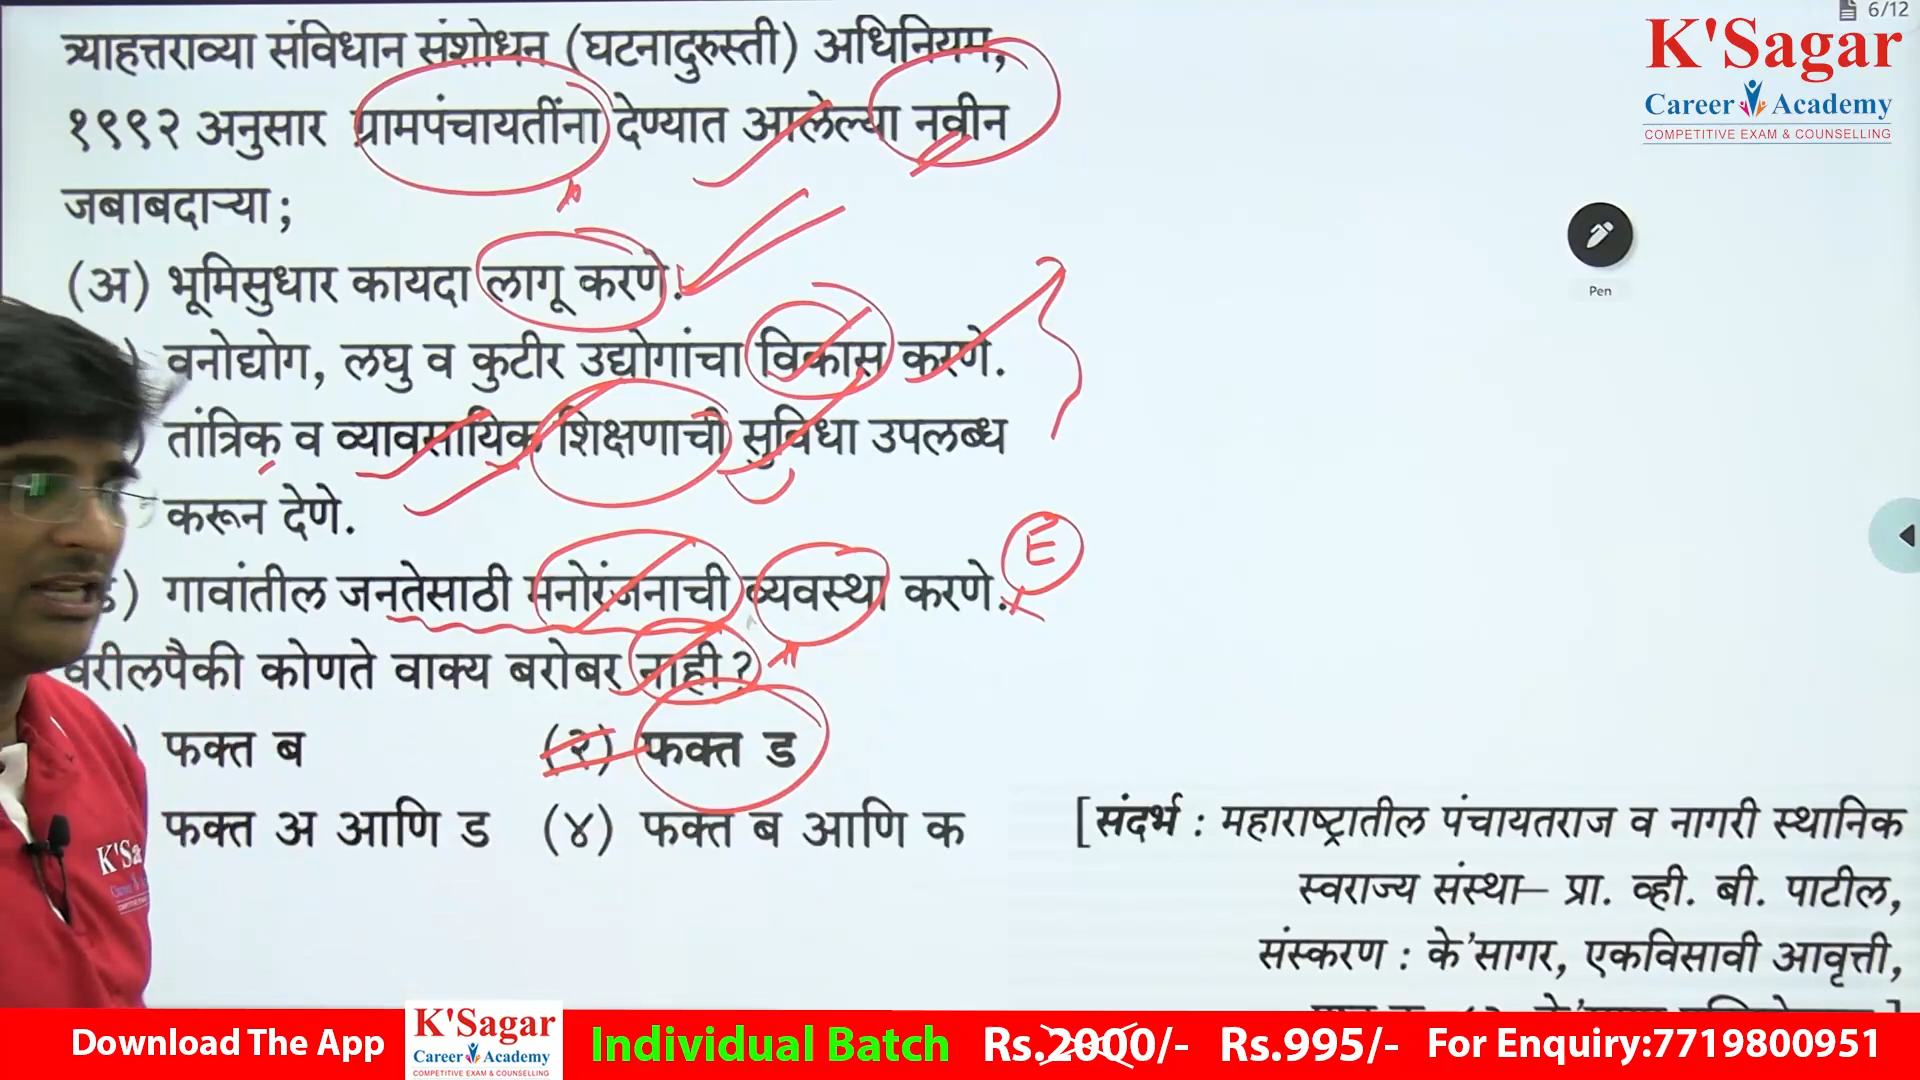 6/12
त्र्याहत्तराव्या संविधान संशोधन (घटनादुरुस्ती) अधिनियम,
१९९२ अनुसार ग्रामपंचायतींना देण्यात आलेल्या नवीन
जबाबदाऱ्या;
(अ) भूमिसुधार कायदा लागू करणे.
) वनोद्योग, लघु व कुटीर उद्योगांचा विकास करणे.
) तांत्रिक व व्यावसायिक शिक्षणाची सुविधा उपलब्ध
करून देणे.
ड) गावांतील जनतेसाठी मनोरंजनाची व्यवस्था करणे.
E
वरीलपैकी कोणते वाक्य बरोबर नाही?
) फक्त ब (२) फक्त ड
फक्त अ आणि ड (४) फक्त ब आणि क
K'Sagar
Career Academy
COMPETITIVE EXAM & COUNSELLING
Pen
[संदर्भ : महाराष्ट्रातील पंचायतराज व नागरी स्थानिक
स्वराज्य संस्था– प्रा. व्ही. बी. पाटील,
संस्करण : के'सागर, एकविसावी आवृत्ती,
K'Sa
Career
Download The App
K'Sagar
Career Academy
COMPETITIVE EXAM & COUNSELLING
Individual Batch Rs.2000/- Rs.995/- For Enquiry:7719800951